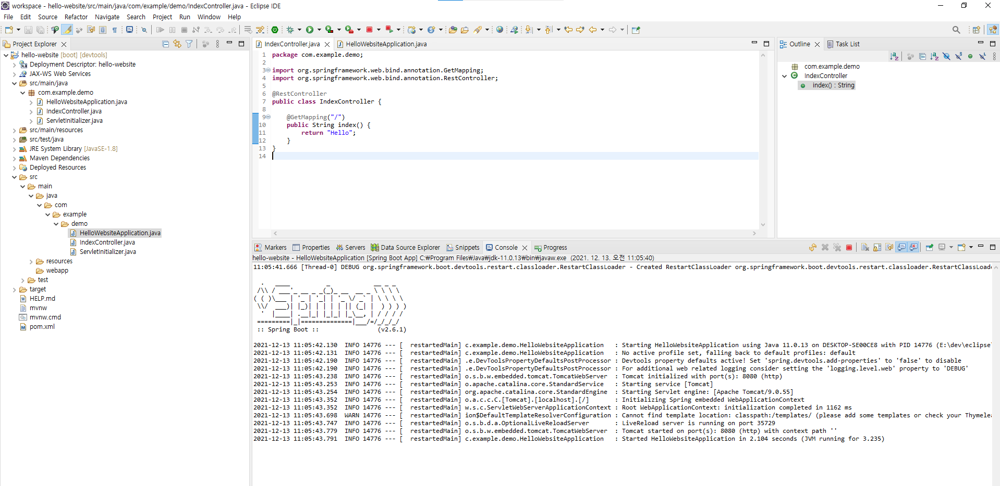 workspace - hello-website/src/main/java/com/example/demo/IndexController.java - Eclipse IDE
File Edit Source Refactor Navigate Search Project Run Window Help
Project Explorer
hello-website [boot] [devtools]
Deployment Descriptor: hello-website
JAX-WS Web Services
src/main/java
com.example.demo
HelloWebsiteApplication.java
IndexController.java
ServletInitializer.java
src/main/resources
src/test/java
JRE System Library [JavaSE-1.8]
Maven Dependencies
Deployed Resources
src
main
java
com
example
demo
HelloWebsiteApplication.java
IndexController.java
ServletInitializer.java
resources
webapp
test
target
HELP.md
mvnw
mvnw.cmd
pom.xml
IndexController.java HelloWebsiteApplication.java
1 package com.example.demo;
2
3 import org.springframework.web.bind.annotation.GetMapping;
4 import org.springframework.web.bind.annotation.RestController;
5
6 @RestController
7 public class IndexController {
8
9 @GetMapping("/")
10 public String index() {
11 return "Hello";
12 }
13 }
14
Outline Task List
com.example.demo
IndexController
index() : String
Markers Properties Servers Data Source Explorer Snippets Console Progress
hello-website - HelloWebsiteApplication [Spring Boot App] C:₩Program Files₩Java₩jdk-11.0.13₩bin₩javaw.exe (2021. 12. 13. 오전 11:05:40)
11:05:41.666 [Thread-0] DEBUG org.springframework.boot.devtools.restart.classloader.RestartClassLoader - Created RestartClassLoader org.springframework.boot.devtools.restart.classloader.RestartClassLoade
  .   ____          _            __ _ _
 /\\ / ___'_ __ _ _(_)_ __  __ _ \ \ \ \
( ( )\___ | '_ | '_| | '_ \/ _` | \ \ \ \
 \\/  ___)| |_)| | | | | || (_| |  ) ) ) )
  '  |____| .__|_| |_|_| |_\__, | / / / /
 =========|_|==============|___/=/_/_/_/
 :: Spring Boot ::                (v2.6.1)
2021-12-13 11:05:42.130 INFO 14776 --- [ restartedMain] c.example.demo.HelloWebsiteApplication : Starting HelloWebsiteApplication using Java 11.0.13 on DESKTOP-SE00CE8 with PID 14776 (E:\dev\eclipse\
2021-12-13 11:05:42.131 INFO 14776 --- [ restartedMain] c.example.demo.HelloWebsiteApplication : No active profile set, falling back to default profiles: default
2021-12-13 11:05:42.190 INFO 14776 --- [ restartedMain] .e.DevToolsPropertyDefaultsPostProcessor : Devtools property defaults active! Set 'spring.devtools.add-properties' to 'false' to disable
2021-12-13 11:05:42.190 INFO 14776 --- [ restartedMain] .e.DevToolsPropertyDefaultsPostProcessor : For additional web related logging consider setting the 'logging.level.web' property to 'DEBUG'
2021-12-13 11:05:43.238 INFO 14776 --- [ restartedMain] o.s.b.w.embedded.tomcat.TomcatWebServer : Tomcat initialized with port(s): 8080 (http)
2021-12-13 11:05:43.253 INFO 14776 --- [ restartedMain] o.apache.catalina.core.StandardService : Starting service [Tomcat]
2021-12-13 11:05:43.254 INFO 14776 --- [ restartedMain] org.apache.catalina.core.StandardEngine : Starting Servlet engine: [Apache Tomcat/9.0.55]
2021-12-13 11:05:43.352 INFO 14776 --- [ restartedMain] o.a.c.c.C.[Tomcat].[localhost].[/] : Initializing Spring embedded WebApplicationContext
2021-12-13 11:05:43.352 INFO 14776 --- [ restartedMain] w.s.c.ServletWebServerApplicationContext : Root WebApplicationContext: initialization completed in 1162 ms
2021-12-13 11:05:43.698 WARN 14776 --- [ restartedMain] ion$DefaultTemplateResolverConfiguration : Cannot find template location: classpath:/templates/ (please add some templates or check your Thymelea
2021-12-13 11:05:43.747 INFO 14776 --- [ restartedMain] o.s.b.d.a.OptionalLiveReloadServer : LiveReload server is running on port 35729
2021-12-13 11:05:43.779 INFO 14776 --- [ restartedMain] o.s.b.w.embedded.tomcat.TomcatWebServer : Tomcat started on port(s): 8080 (http) with context path ''
2021-12-13 11:05:43.791 INFO 14776 --- [ restartedMain] c.example.demo.HelloWebsiteApplication : Started HelloWebsiteApplication in 2.104 seconds (JVM running for 3.235)